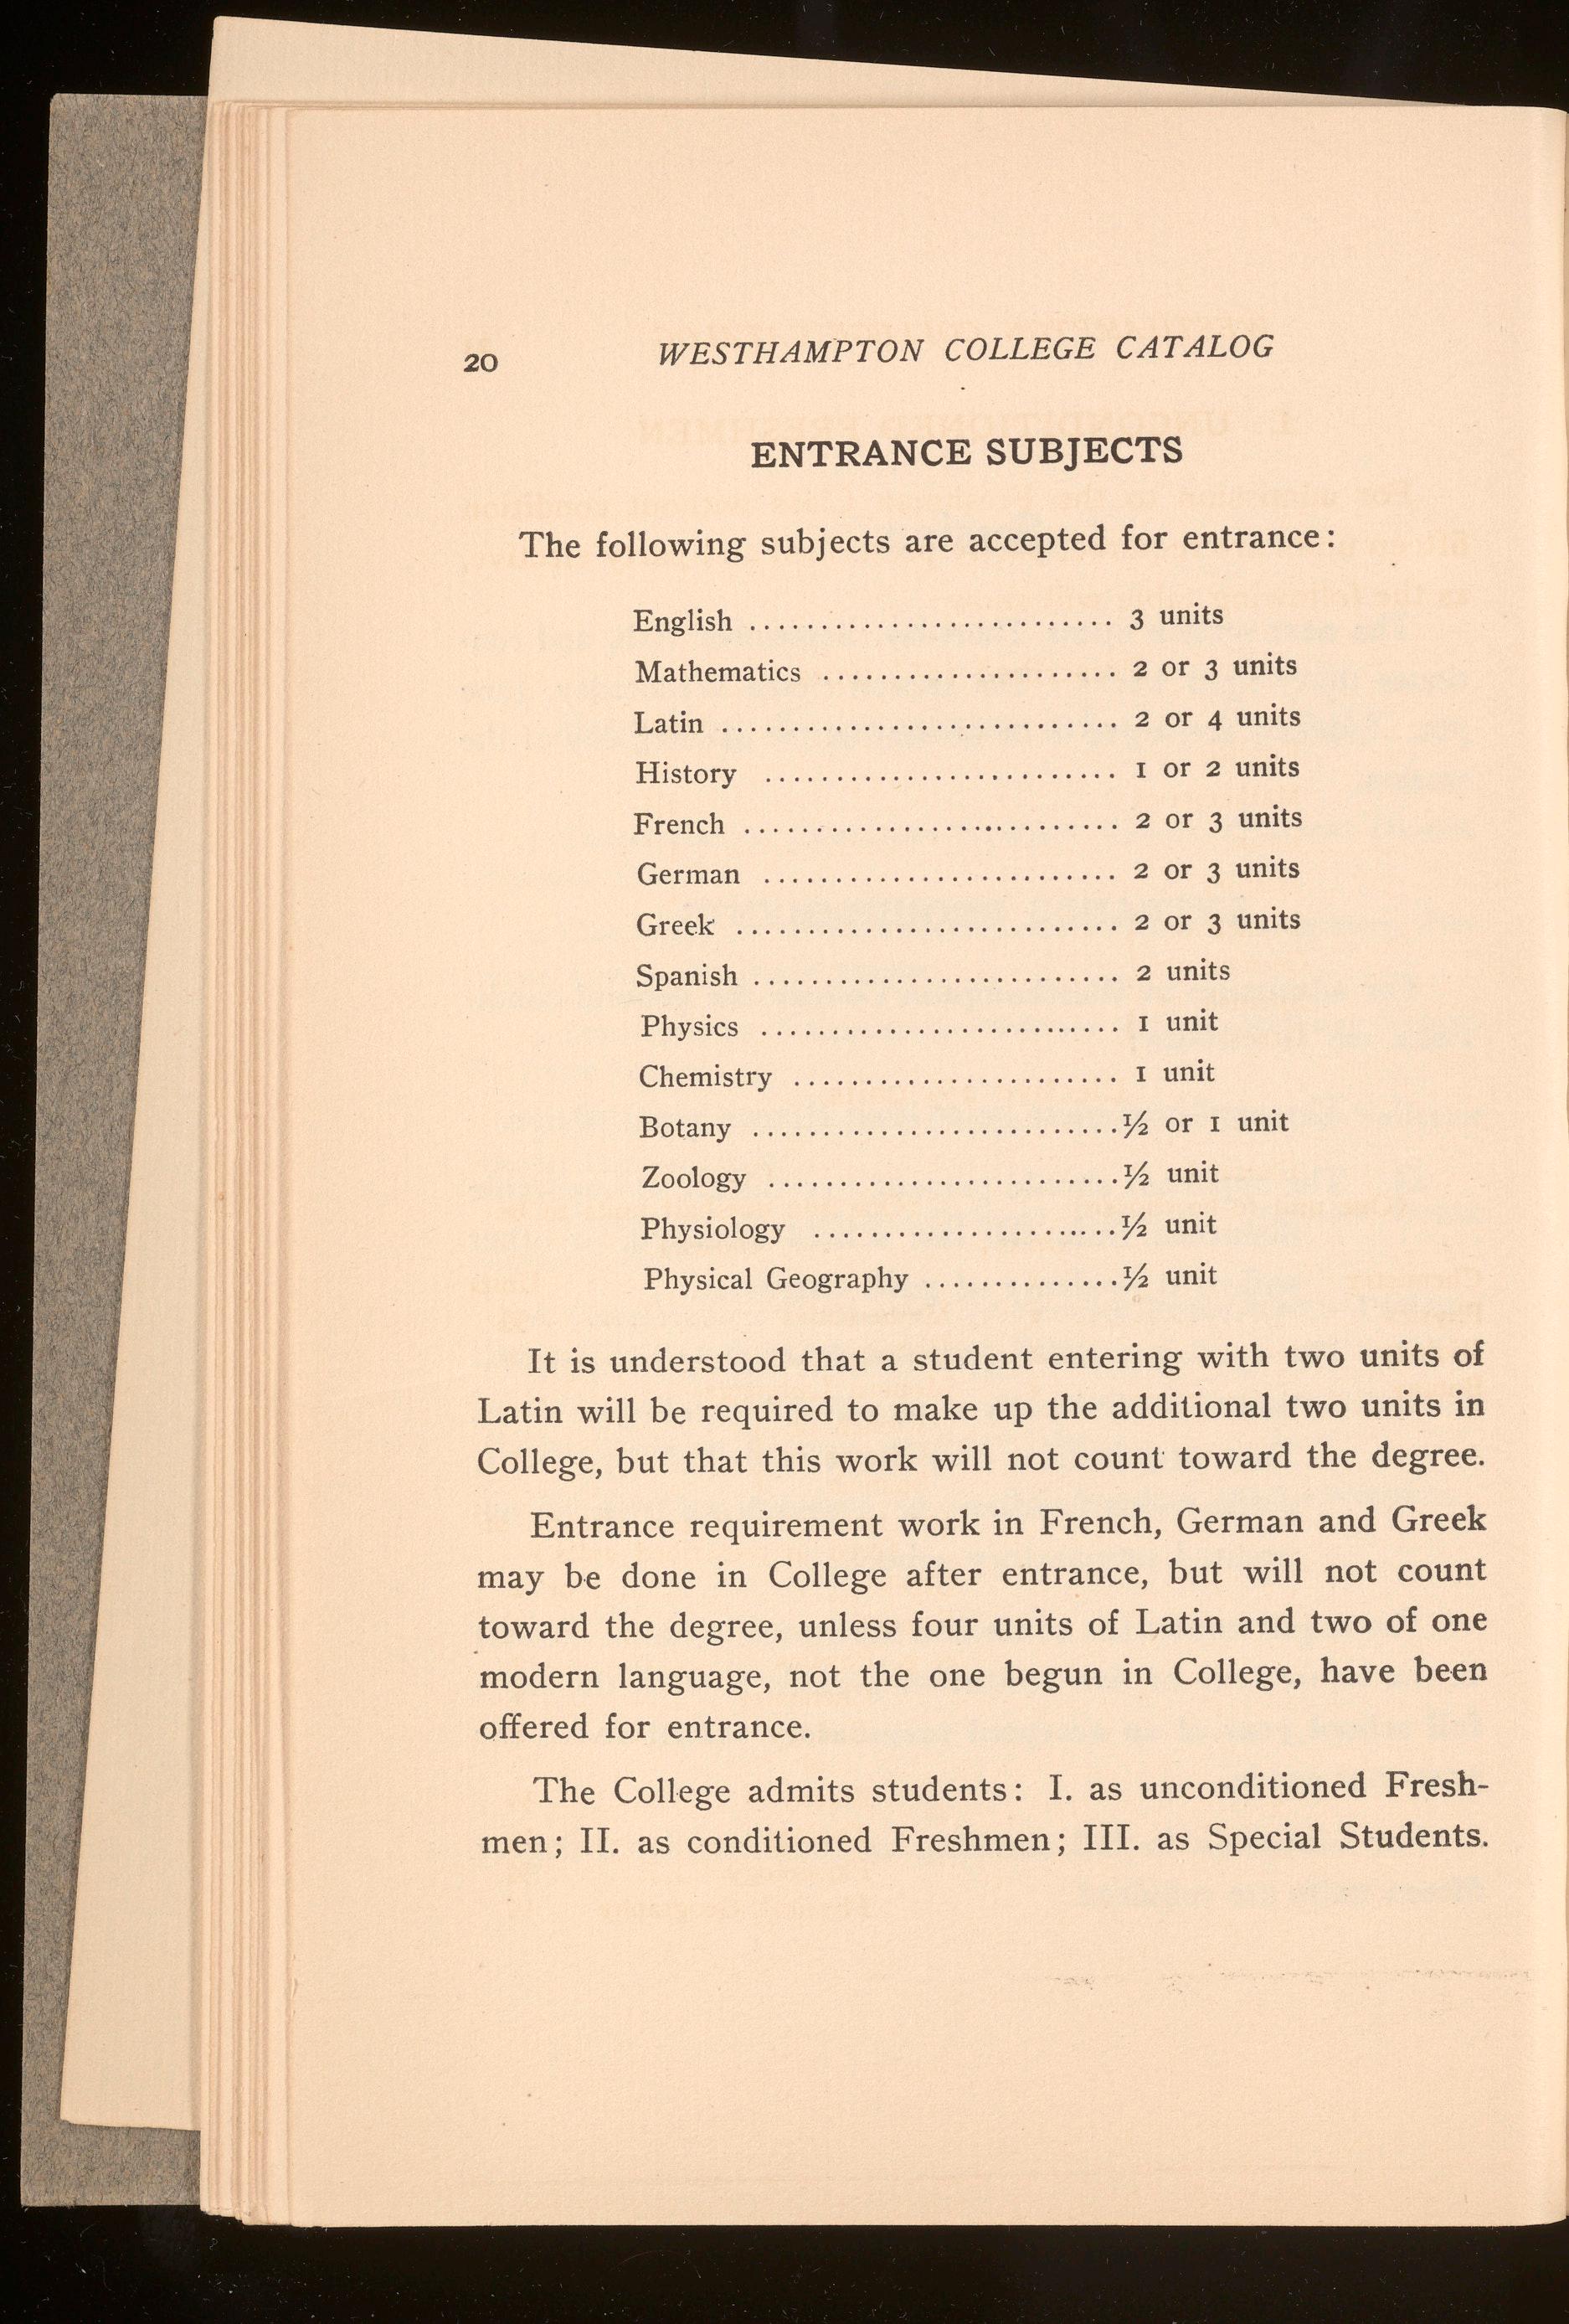 20 WESTHAMPTON COLLEGE CATALOG
ENTRANCE SUBJECTS
The following subjects are accepted for entrance:
English .......................... 3 units
Mathematics ..................... 2 or 3 units
Latin ............................ 2 or 4 units
History ......................... 1 or 2 units
French .......................... 2 or 3 units
German ......................... 2 or 3 units
Greek ........................... 2 or 3 units
Spanish .......................... 2 units
Physics ......................... 1 unit
Chemistry ....................... 1 unit
Botany ..........................½ or 1 unit
Zoology .........................½ unit
Physiology ......................½ unit
Physical Geography ..............½ unit
It is understood that a student entering with two units of
Latin will be required to make up the additional two units in
College, but that this work will not count toward the degree.
Entrance requirement work in French, German and Greek
may be done in College after entrance, but will not count
toward the degree, unless four units of Latin and two of one
modern language, not the one begun in College, have been
offered for entrance.
The College admits students: I. as unconditioned Fresh-
men; II. as conditioned Freshmen; III. as Special Students.